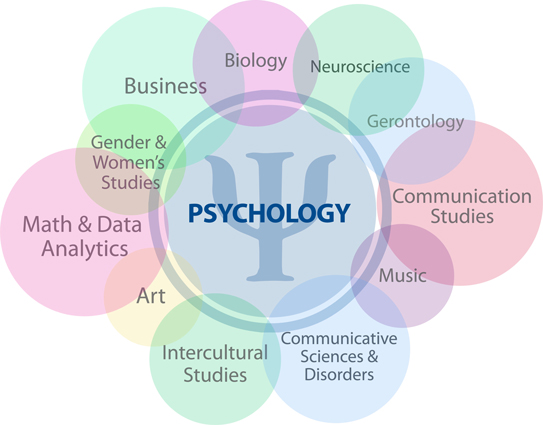 Biology
Neuroscience
Business
Gerontology
Gender &
Women's
Studies
Communication
Studies
PSYCHOLOGY
Math & Data
Analytics
Music
Art
Intercultural
Studies
Communicative
Sciences &
Disorders